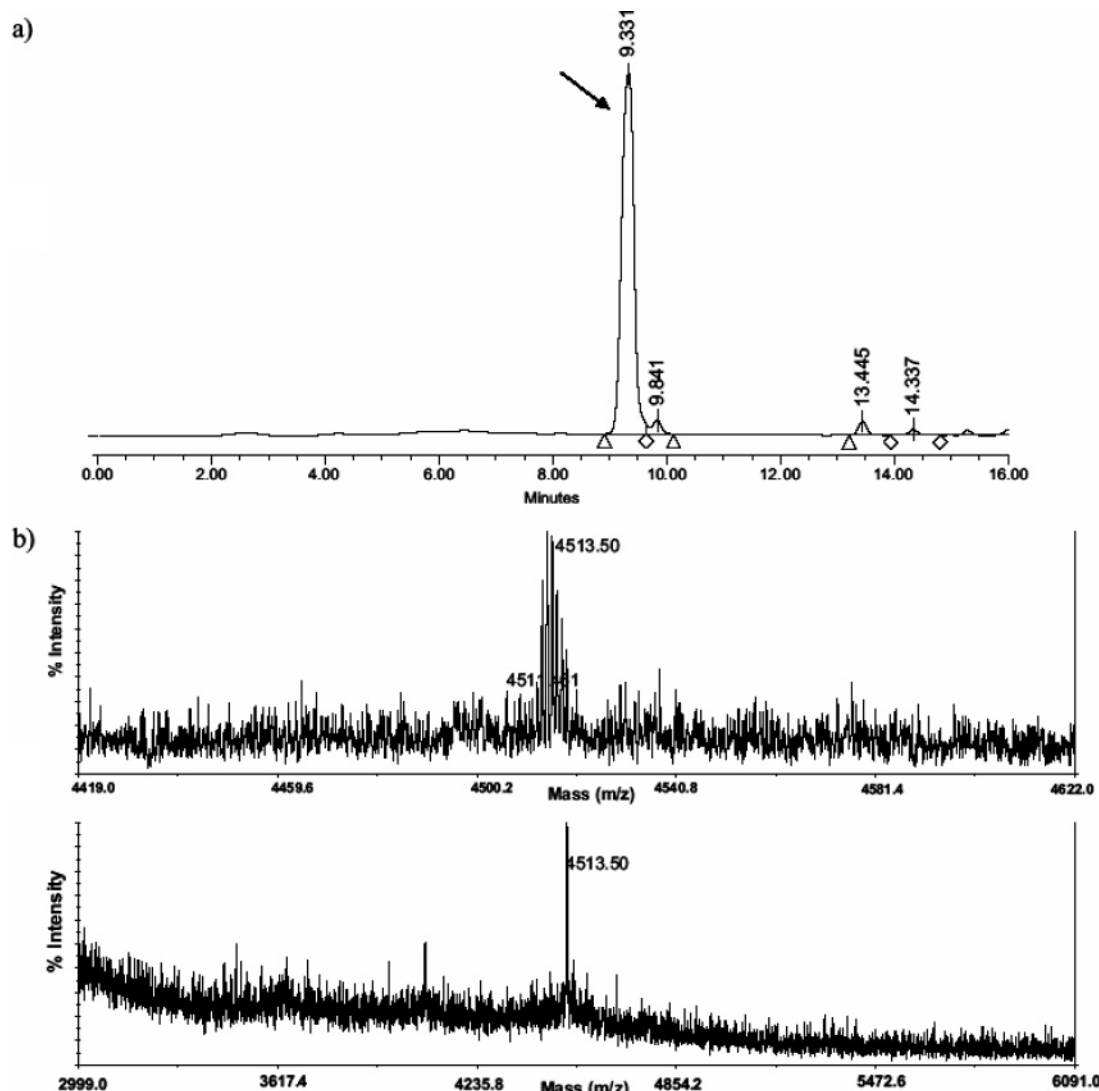 a)
9.331
9.841
13.445
14.337
0.00 2.00 4.00 6.00 8.00 10.00 12.00 14.00 16.00
Minutes
b)
4513.50
4511
% Intensity
4419.0 4459.6 4500.2 4540.8 4581.4 4622.0
Mass (m/z)
4513.50
% Intensity
2999.0 3617.4 4235.8 4854.2 5472.6 6091.0
Mass (m/z)